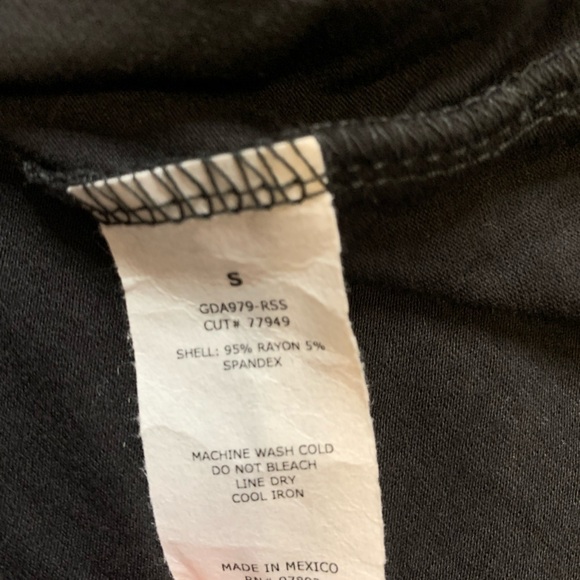 S
GDA979-RSS
CUT# 77949
SHELL: 95% RAYON 5%
SPANDEX
MACHINE WASH COLD
DO NOT BLEACH
LINE DRY
COOL IRON
MADE IN MEXICO
RN#